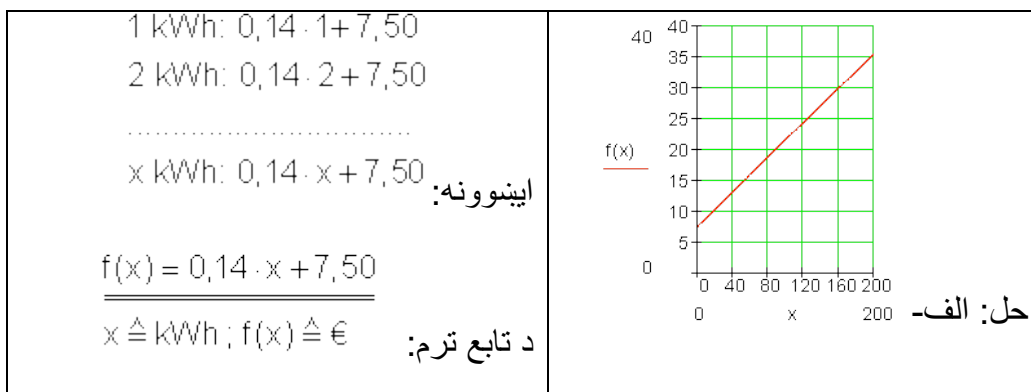 1 kWh: 0,14 · 1 + 7,50
2 kWh: 0,14 · 2 + 7,50
................................
x kWh: 0,14 · x + 7,50
ایښوونه:
f(x) = 0,14 · x + 7,50
x ≙ kWh ; f(x) ≙ €
د تابع ترم:
40
40
35
30
25
f(x) 20
15
10
5
0
0 40 80 120 160 200
0 x 200
حل: الف-